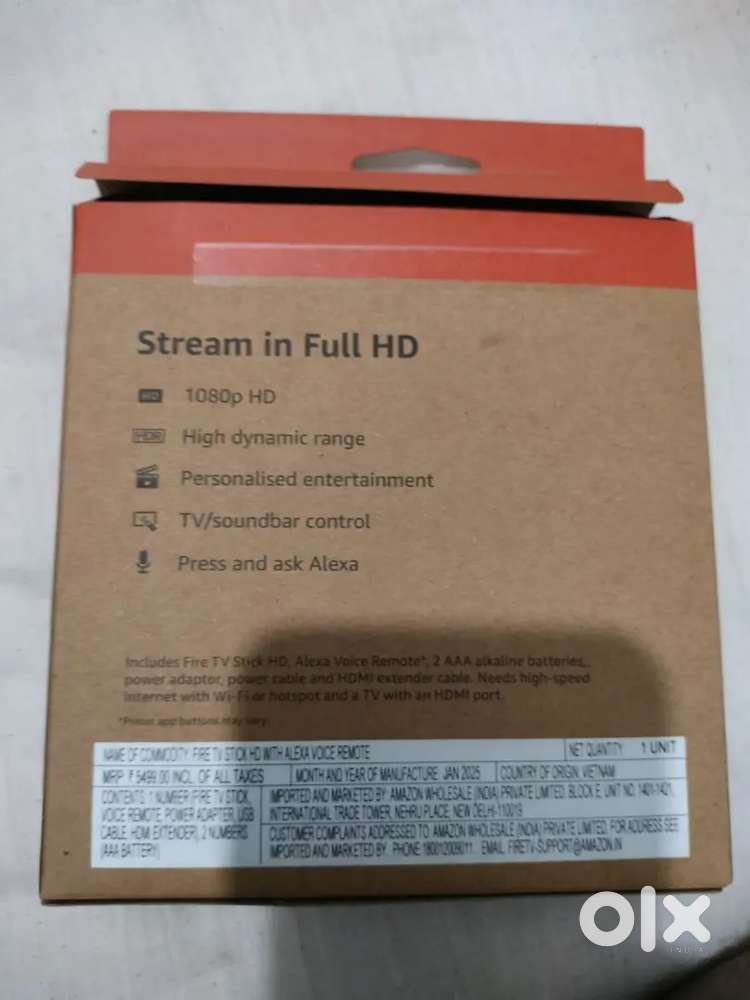 Stream in Full HD
HD 1080p HD
HDR High dynamic range
Personalised entertainment
TV/soundbar control
Press and ask Alexa
Includes Fire TV Stick HD, Alexa Voice Remote*, 2 AAA alkaline batteries,
power adaptor, power cable and HDMI extender cable. Needs high-speed
internet with Wi-Fi or hotspot and a TV with an HDMI port.
*Preset app buttons may vary
NAME OF COMMODITY: FIRE TV STICK HD WITH ALEXA VOICE REMOTE
NET QUANTITY 1 UNIT
MRP ₹ 5499.00 INCL. OF ALL TAXES
MONTH AND YEAR OF MANUFACTURE: JAN 2025
COUNTRY OF ORIGIN: VIETNAM
CONTENTS: 1 NUMBER (FIRE TV STICK,
VOICE REMOTE, POWER ADAPTER, USB
CABLE, HDMI EXTENDER), 2 NUMBERS
(AAA BATTERY)
IMPORTED AND MARKETED BY: AMAZON WHOLESALE (INDIA) PRIVATE LIMITED, BLOCK E, UNIT NO. 1401-1421,
INTERNATIONAL TRADE TOWER, NEHRU PLACE, NEW DELHI-110019
CUSTOMER COMPLAINTS ADDRESSED TO: AMAZON WHOLESALE (INDIA) PRIVATE LIMITED. FOR ADDRESS SEE
IMPORTED AND MARKETED BY. PHONE:180012009011 EMAIL: FIRETV-SUPPORT@AMAZON.IN
olx
INDIA